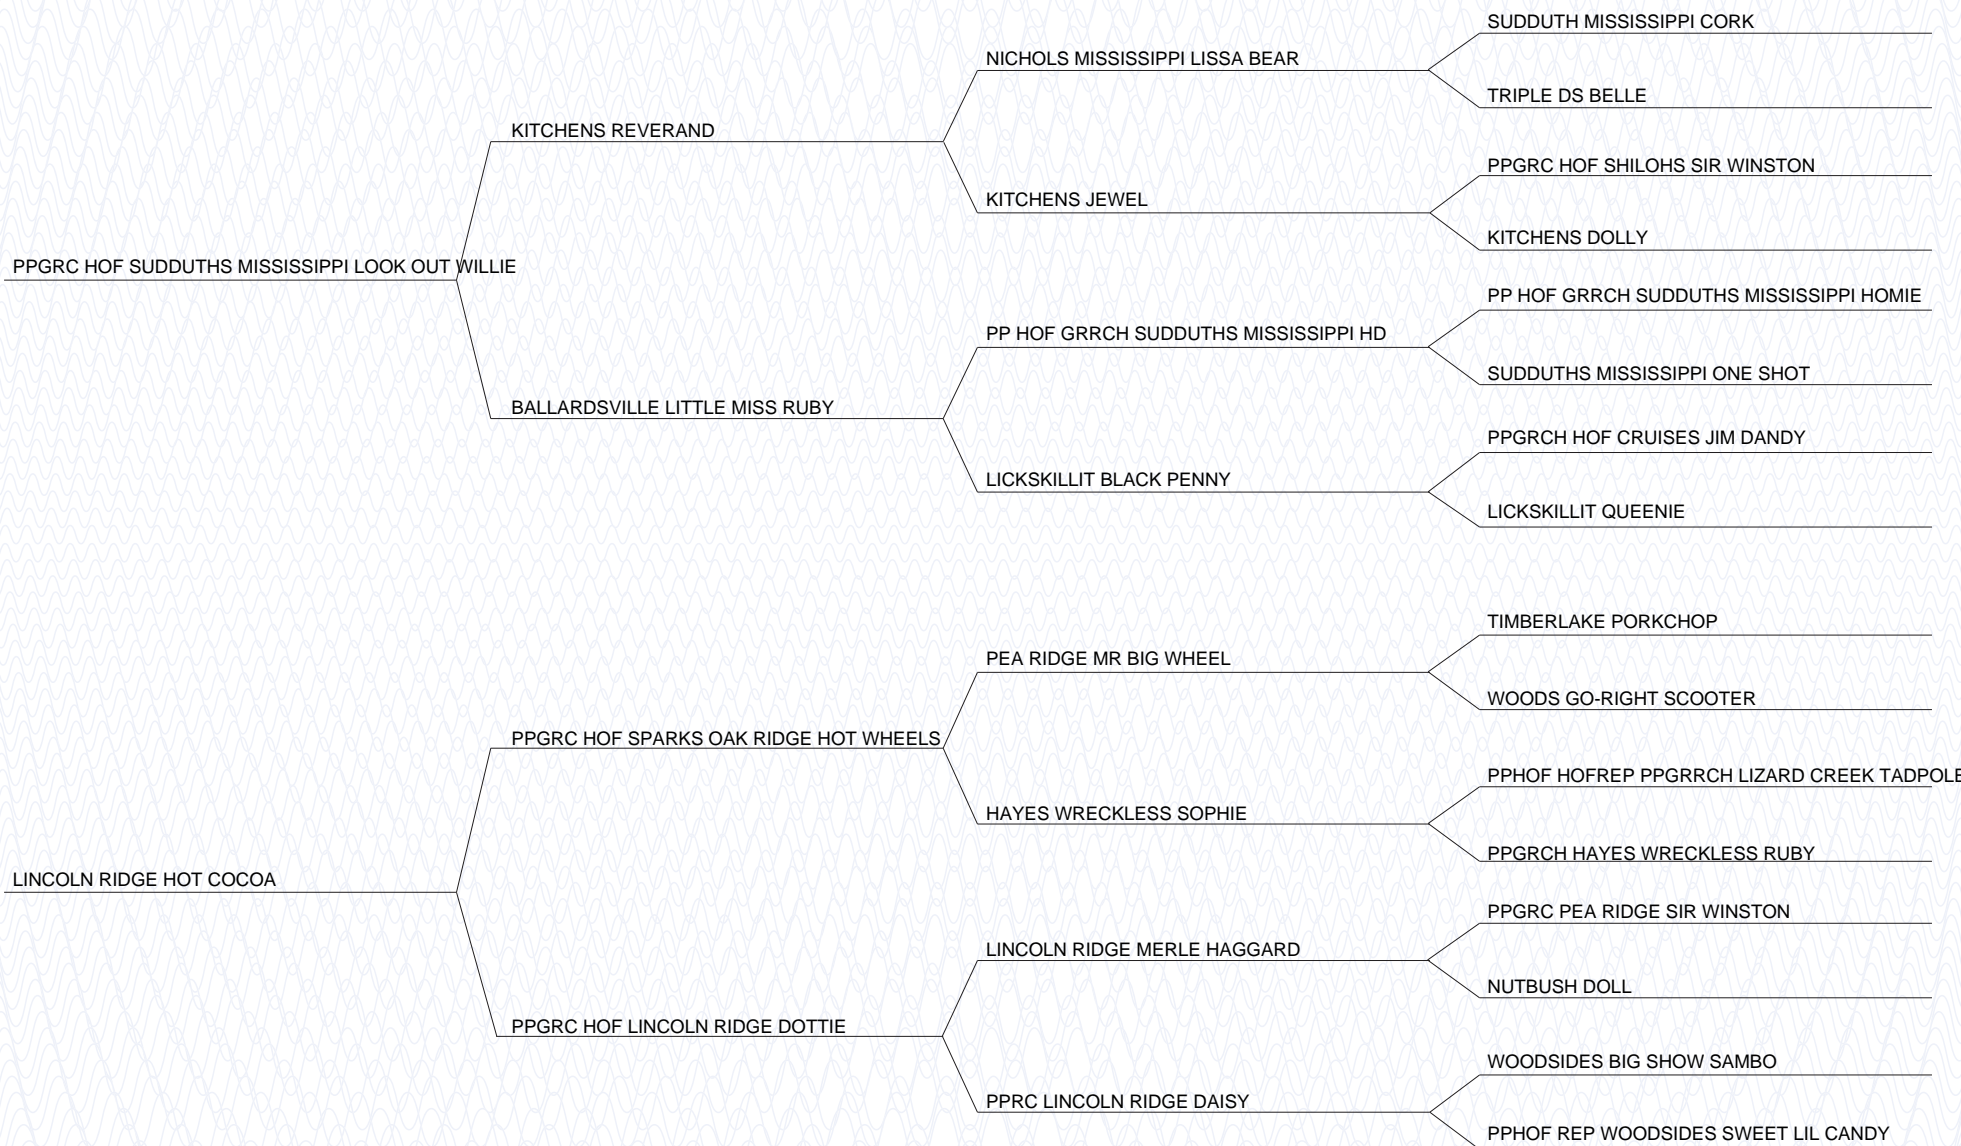 SUDDUTH MISSISSIPPI CORK
NICHOLS MISSISSIPPI LISSA BEAR
TRIPLE DS BELLE
KITCHENS REVERAND
PPGRC HOF SHILOHS SIR WINSTON
KITCHENS JEWEL
KITCHENS DOLLY
PPGRC HOF SUDDUTHS MISSISSIPPI LOOK OUT WILLIE
PP HOF GRRCH SUDDUTHS MISSISSIPPI HOMIE
PP HOF GRRCH SUDDUTHS MISSISSIPPI HD
SUDDUTHS MISSISSIPPI ONE SHOT
BALLARDSVILLE LITTLE MISS RUBY
PPGRCH HOF CRUISES JIM DANDY
LICKSKILLIT BLACK PENNY
LICKSKILLIT QUEENIE
TIMBERLAKE PORKCHOP
PEA RIDGE MR BIG WHEEL
WOODS GO-RIGHT SCOOTER
PPGRC HOF SPARKS OAK RIDGE HOT WHEELS
PPHOF HOFREP PPGRRCH LIZARD CREEK TADPOLE
HAYES WRECKLESS SOPHIE
PPGRCH HAYES WRECKLESS RUBY
LINCOLN RIDGE HOT COCOA
PPGRC PEA RIDGE SIR WINSTON
LINCOLN RIDGE MERLE HAGGARD
NUTBUSH DOLL
PPGRC HOF LINCOLN RIDGE DOTTIE
WOODSIDES BIG SHOW SAMBO
PPRC LINCOLN RIDGE DAISY
PPHOF REP WOODSIDES SWEET LIL CANDY